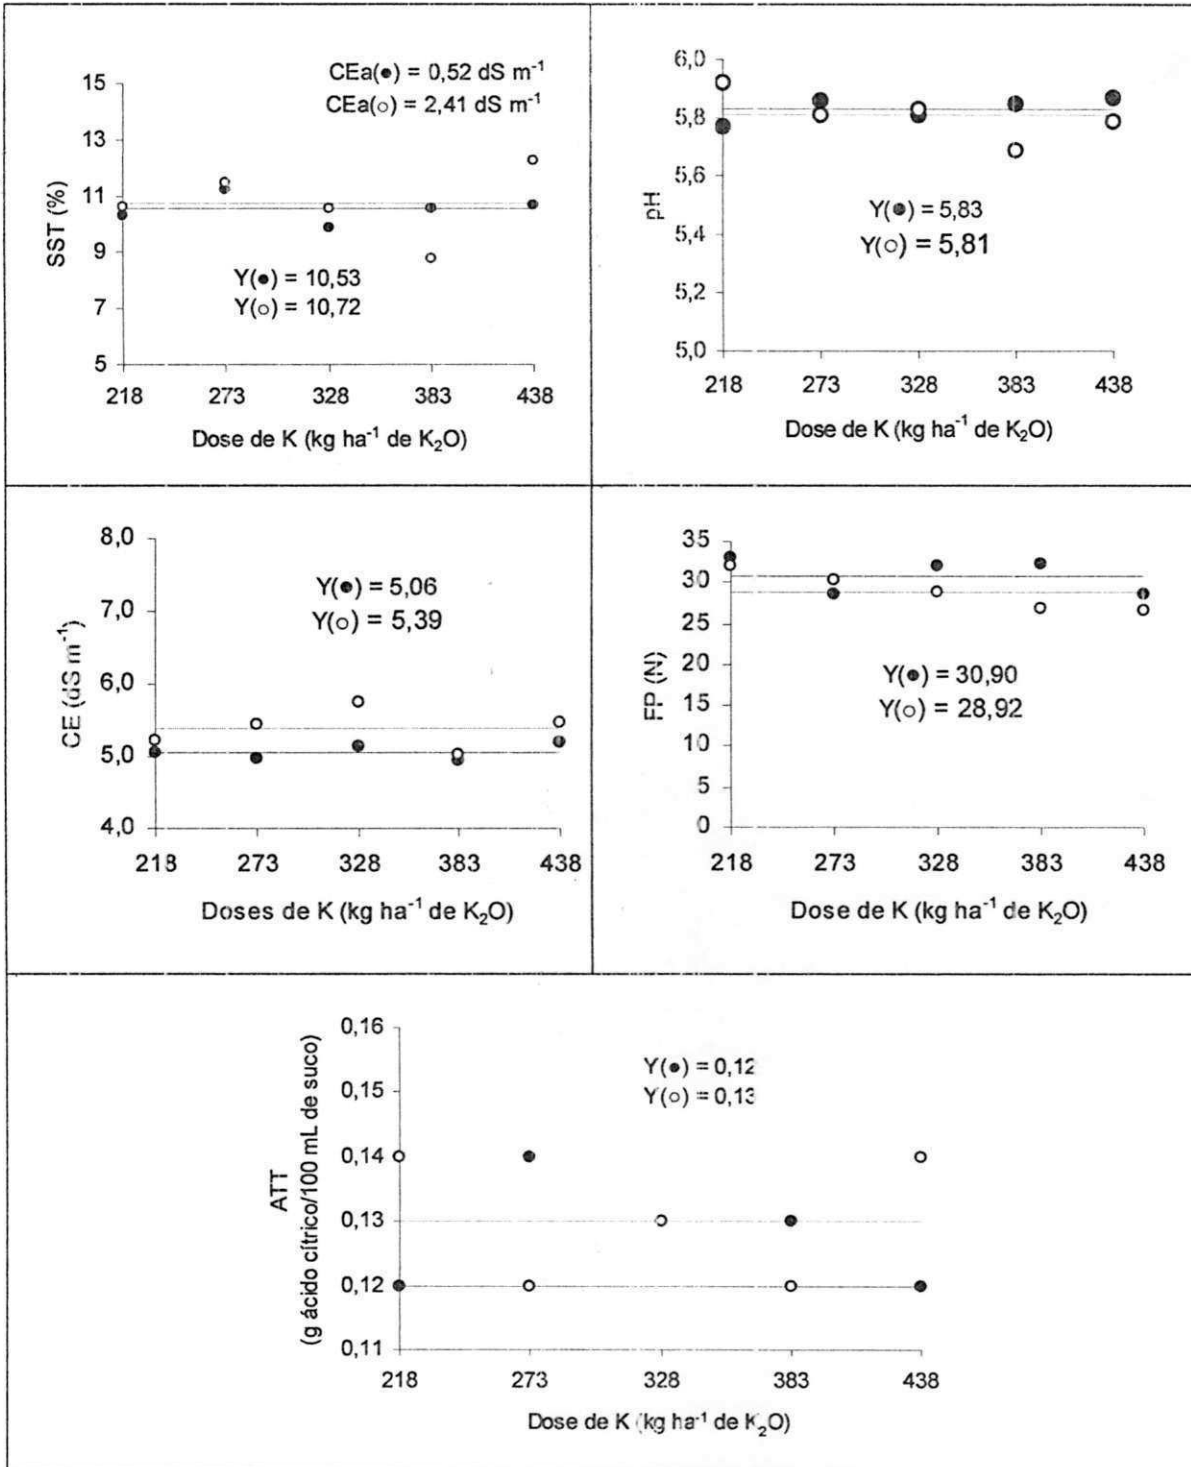 CEa(●) = 0,52 dS m⁻¹
CEa(○) = 2,41 dS m⁻¹
15
13
11
9
7
5
SST (%)
Y(●) = 10,53
Y(○) = 10,72
218 273 328 383 438
Dose de K (kg ha⁻¹ de K₂O)
6,0
5,8
5,6
5,4
5,2
5,0
pH
Y(●) = 5,83
Y(○) = 5,81
218 273 328 383 438
Dose de K (kg ha⁻¹ de K₂O)
8,0
7,0
6,0
5,0
4,0
CE (dS m⁻¹)
Y(●) = 5,06
Y(○) = 5,39
218 273 328 383 438
Doses de K (kg ha⁻¹ de K₂O)
35
30
25
20
15
10
5
0
FP (N)
Y(●) = 30,90
Y(○) = 28,92
218 273 328 383 438
Dose de K (kg ha⁻¹ de K₂O)
0,16
0,15
0,14
0,13
0,12
0,11
ATT
(g ácido cítrico/100 mL de suco)
Y(●) = 0,12
Y(○) = 0,13
218 273 328 383 438
Dose de K (kg ha⁻¹ de K₂O)